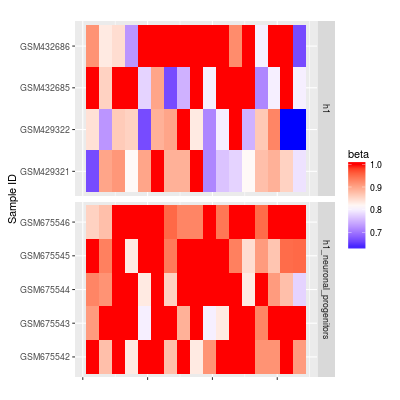 GSM432686
GSM432685
GSM429322
GSM429321
h1
GSM675546
GSM675545
GSM675544
GSM675543
GSM675542
h1_neuronal_progenitors
Sample ID
beta
1.0
0.9
0.8
0.7